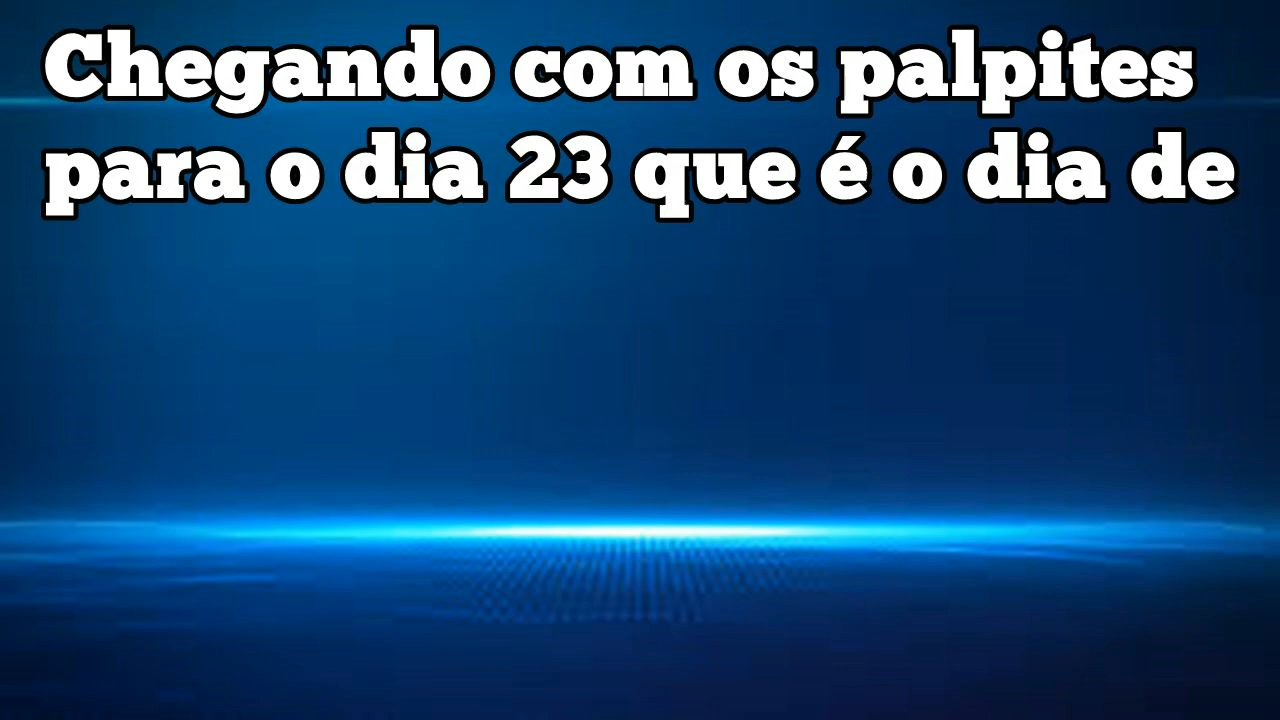 Chegando com os palpites
para o dia 23 que é o dia de